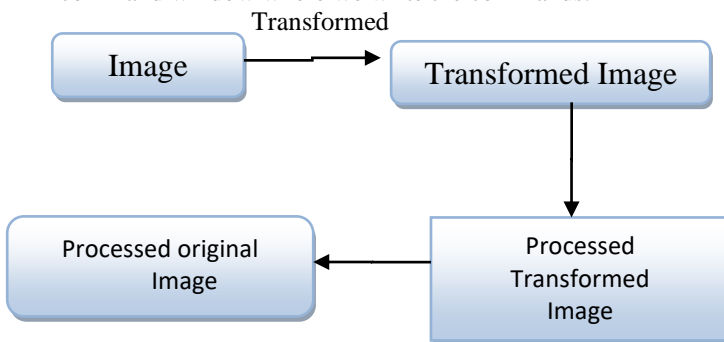 Transformed
Image
Transformed Image
Processed original
Image
Processed
Transformed
Image